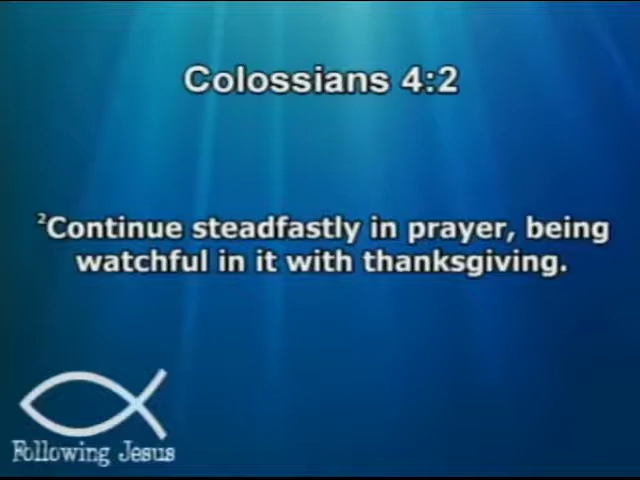 Colossians 4:2
²Continue steadfastly in prayer, being
watchful in it with thanksgiving.
Following Jesus